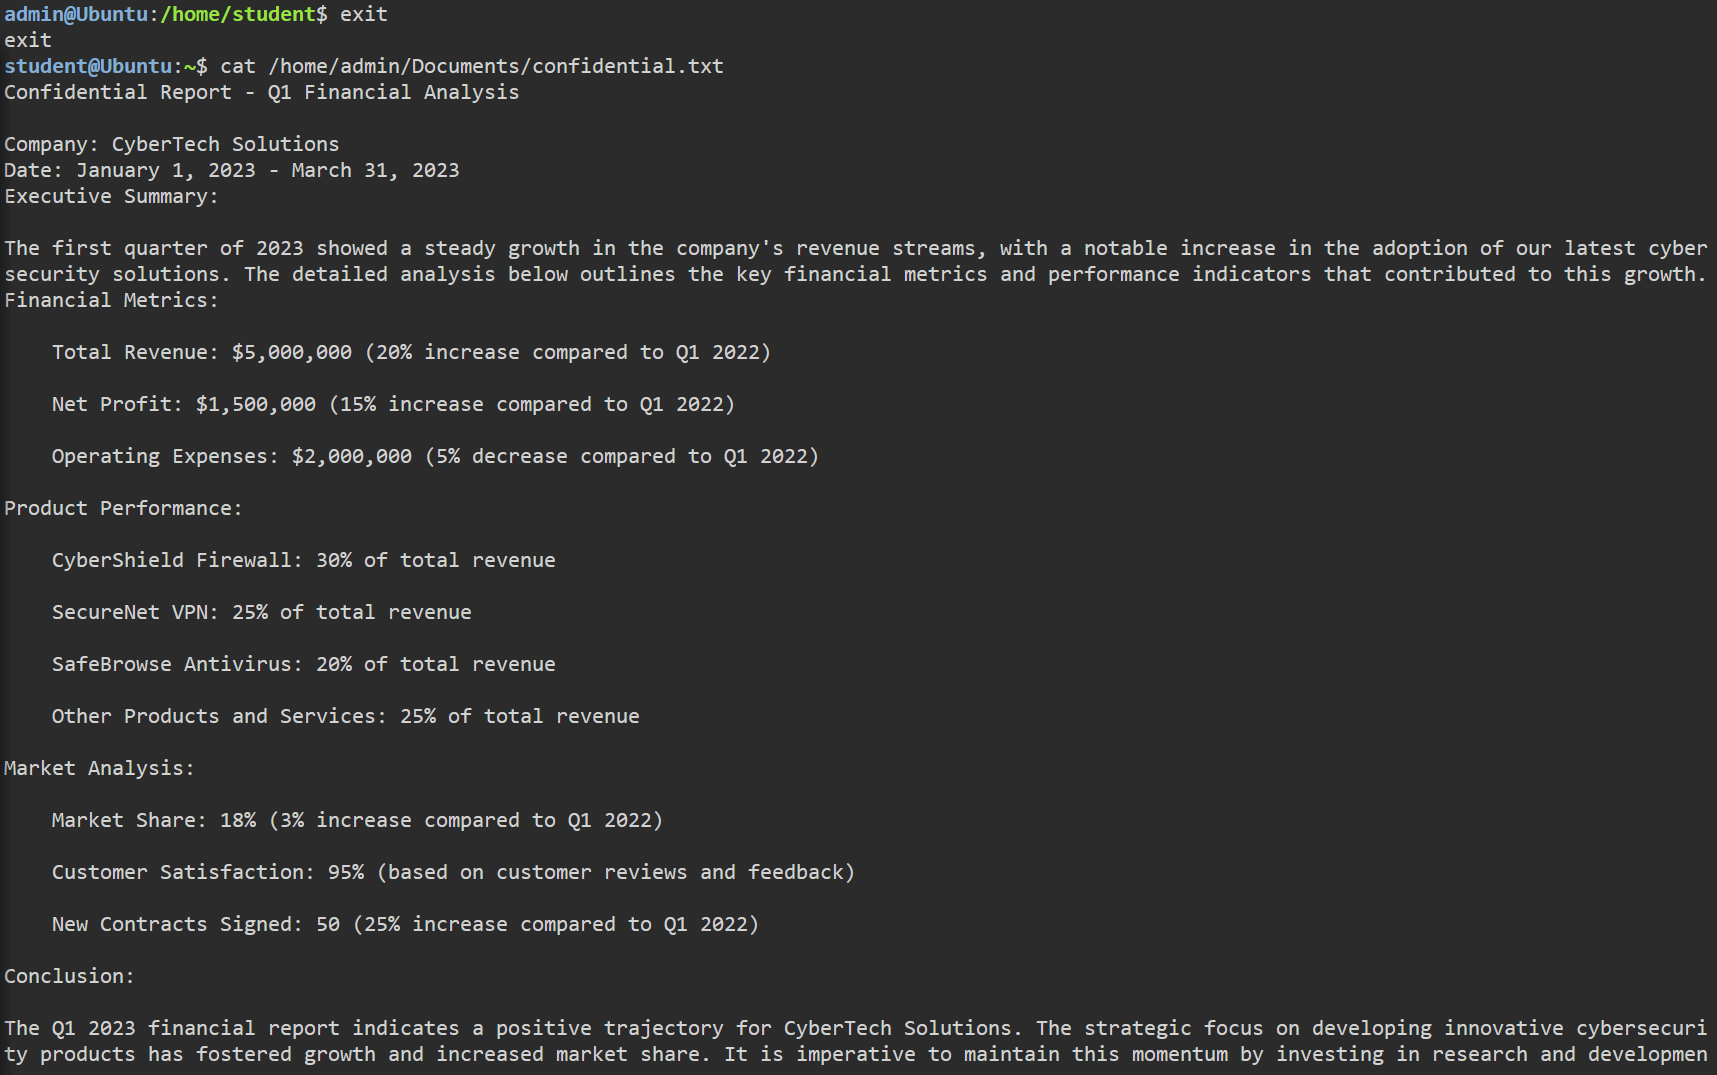 admin@Ubuntu:/home/student$ exit
exit
student@Ubuntu:~$ cat /home/admin/Documents/confidential.txt
Confidential Report - Q1 Financial Analysis
Company: CyberTech Solutions
Date: January 1, 2023 - March 31, 2023
Executive Summary:
The first quarter of 2023 showed a steady growth in the company's revenue streams, with a notable increase in the adoption of our latest cyber
security solutions. The detailed analysis below outlines the key financial metrics and performance indicators that contributed to this growth.
Financial Metrics:
Total Revenue: $5,000,000 (20% increase compared to Q1 2022)
Net Profit: $1,500,000 (15% increase compared to Q1 2022)
Operating Expenses: $2,000,000 (5% decrease compared to Q1 2022)
Product Performance:
CyberShield Firewall: 30% of total revenue
SecureNet VPN: 25% of total revenue
SafeBrowse Antivirus: 20% of total revenue
Other Products and Services: 25% of total revenue
Market Analysis:
Market Share: 18% (3% increase compared to Q1 2022)
Customer Satisfaction: 95% (based on customer reviews and feedback)
New Contracts Signed: 50 (25% increase compared to Q1 2022)
Conclusion:
The Q1 2023 financial report indicates a positive trajectory for CyberTech Solutions. The strategic focus on developing innovative cybersecuri
ty products has fostered growth and increased market share. It is imperative to maintain this momentum by investing in research and developmen